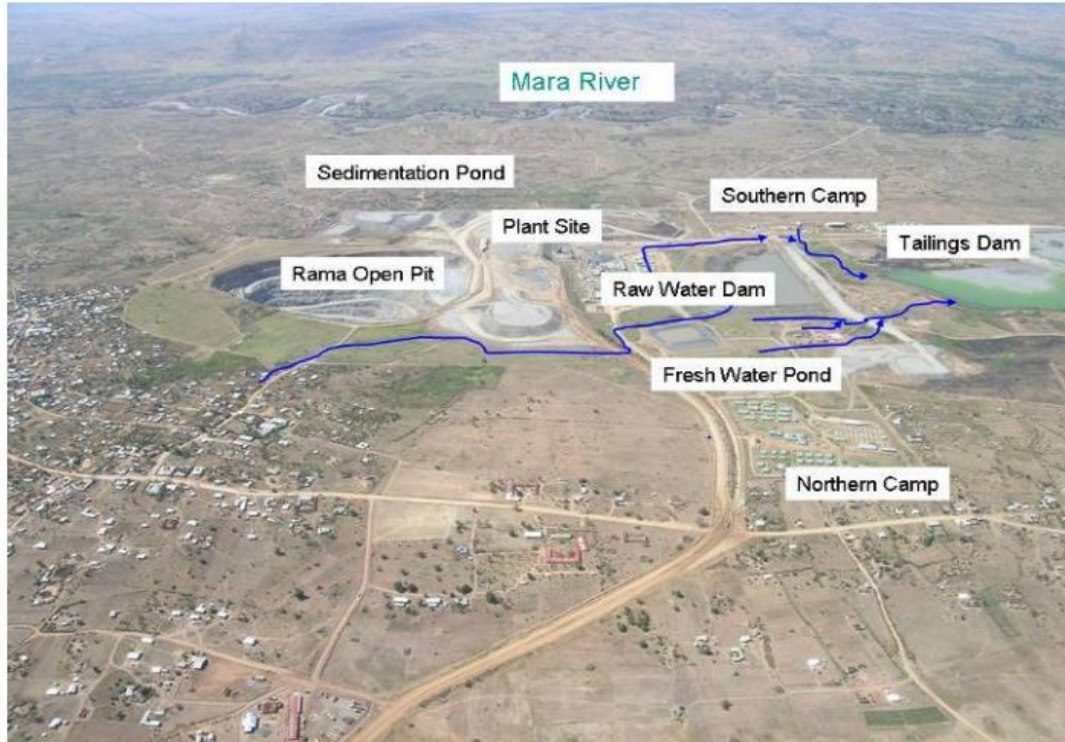 Mara River
Sedimentation Pond
Southern Camp
Plant Site
Tailings Dam
Rama Open Pit
Raw Water Dam
Fresh Water Pond
Northern Camp